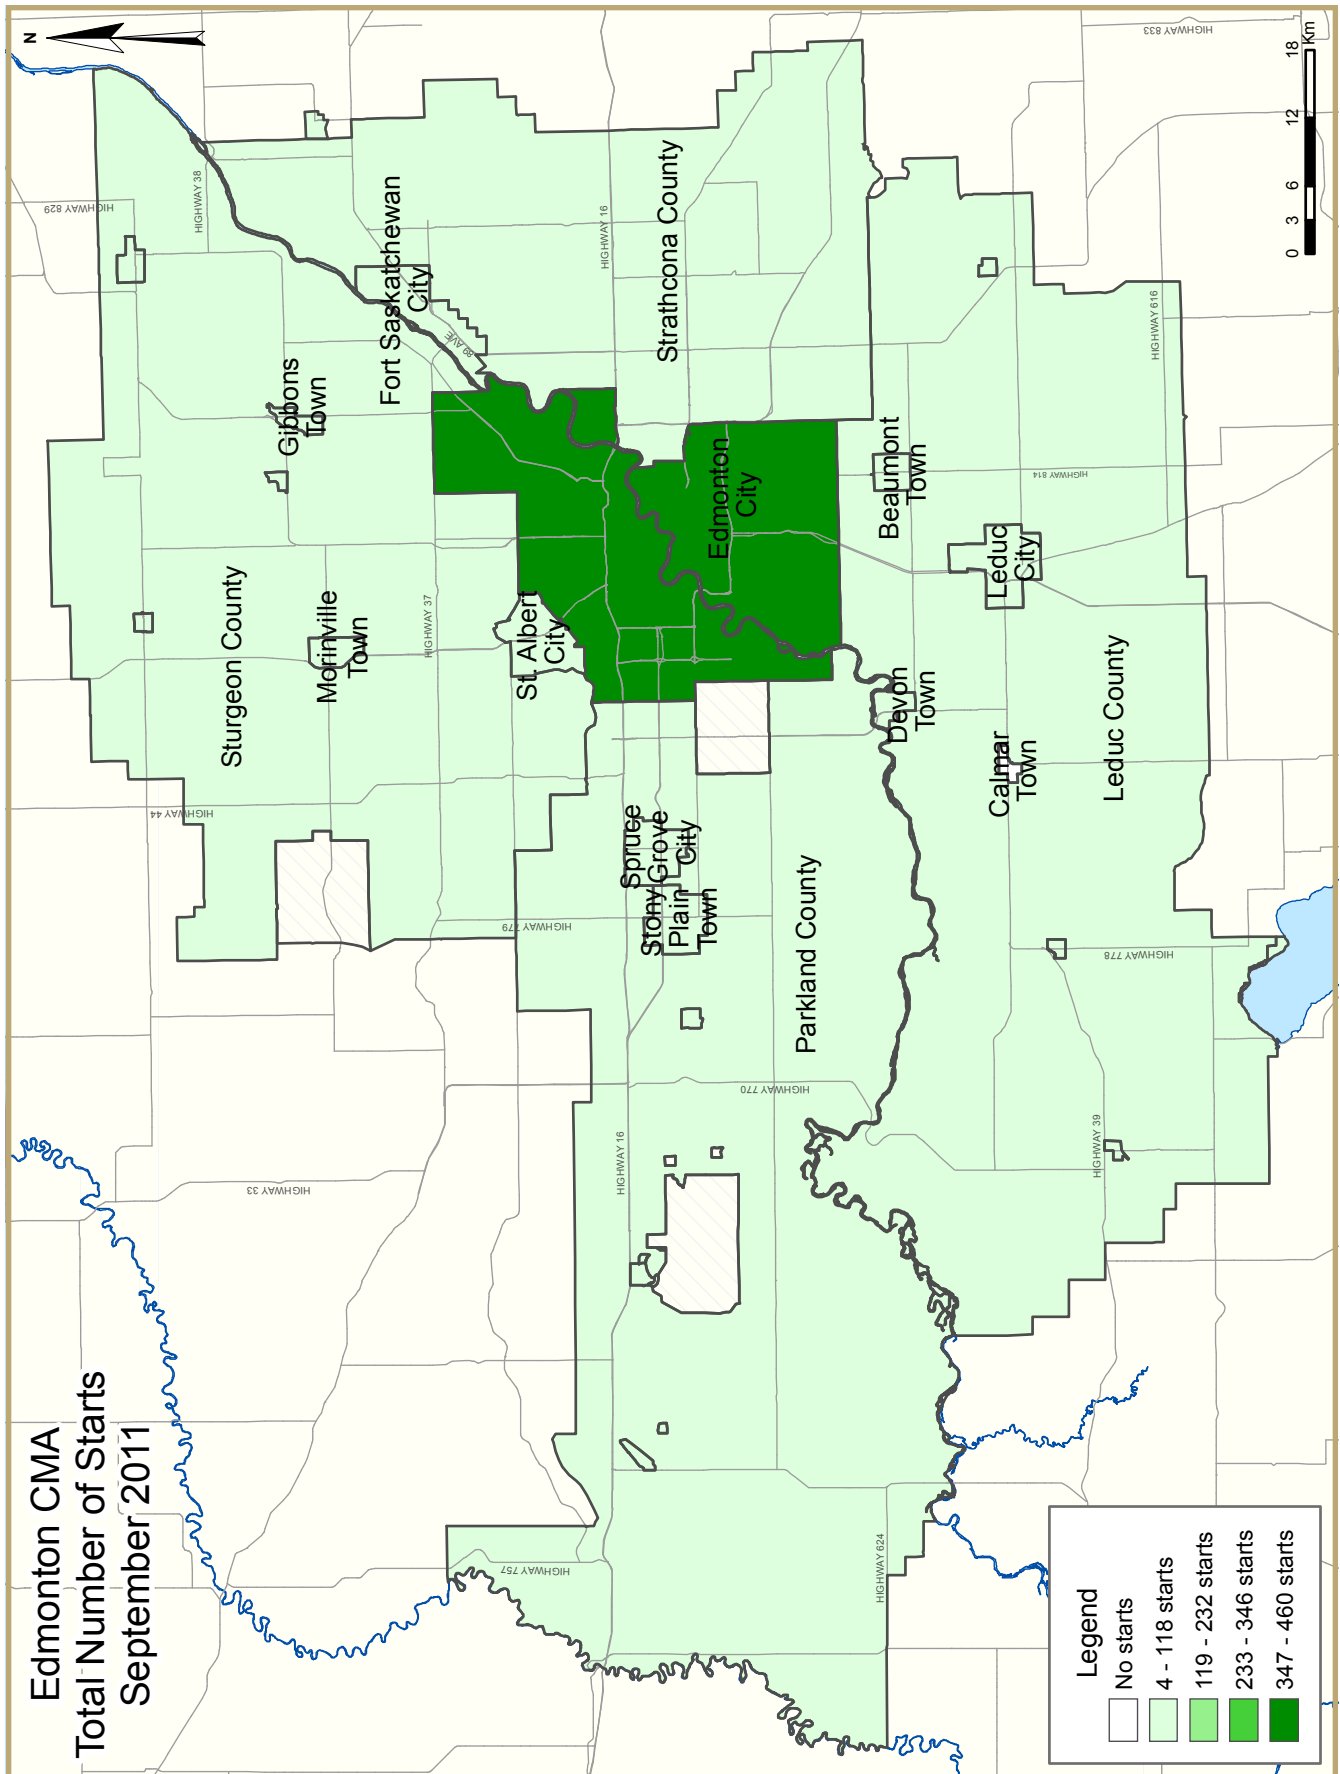 Edmonton CMA
Total Number of Starts
September 2011
N
HIGHWAY 757
HIGHWAY 33
HIGHWAY 44
HIGHWAY 829
HIGHWAY 38
HIGHWAY 833
HIGHWAY 779
HIGHWAY 37
HIGHWAY 16
HIGHWAY 16
HIGHWAY 770
HIGHWAY 624
HIGHWAY 39
HIGHWAY 778
HIGHWAY 814
HIGHWAY 616
89 AVE
Sturgeon County
Morinville
Town
Gibbons
Town
Fort Saskatchewan
City
St. Albert
City
Strathcona County
Edmonton
City
Spruce
Grove
City
Stony
Plain
Town
Parkland County
Devon
Town
Beaumont
Town
Leduc
City
Calmar
Town
Leduc County
Legend
No starts
4 - 118 starts
119 - 232 starts
233 - 346 starts
347 - 460 starts
0 3 6 12 18
Km